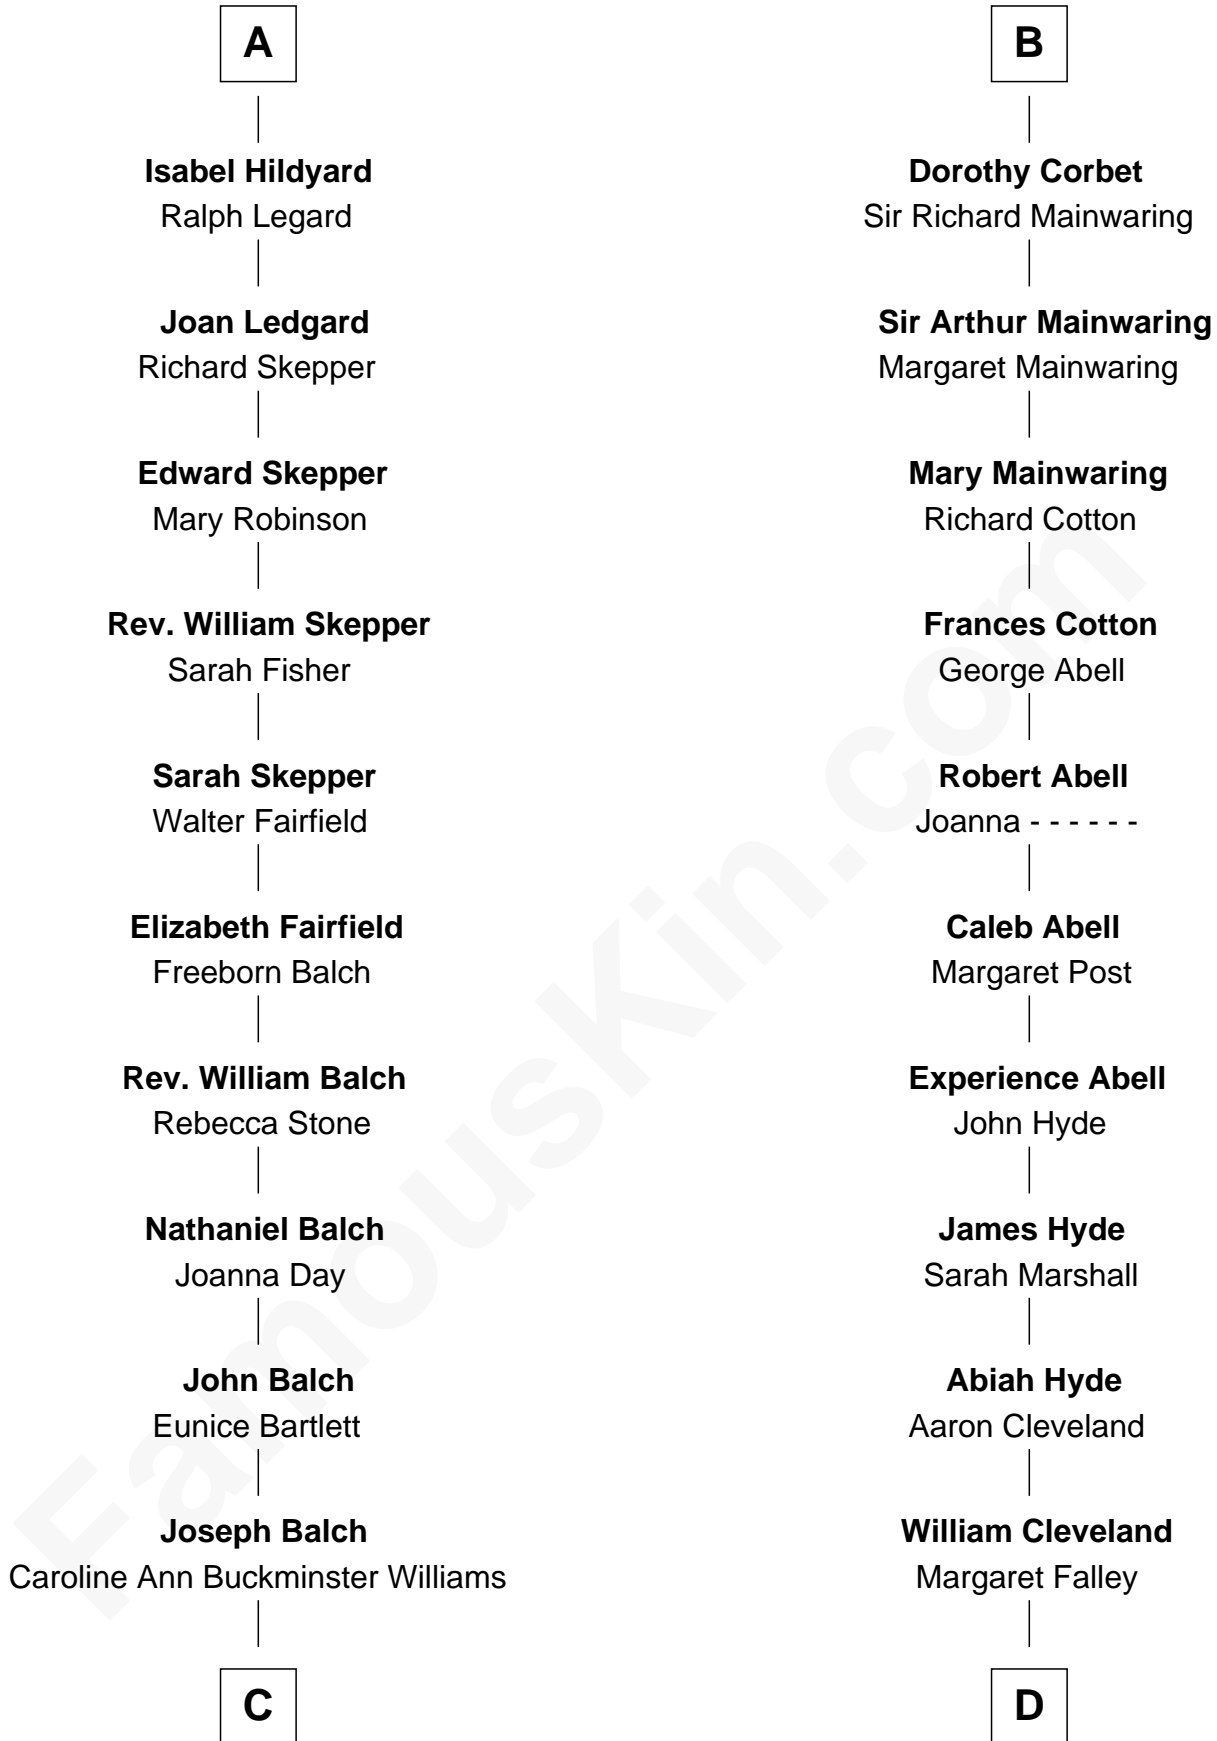 A
Isabel Hildyard
Ralph Legard
Joan Ledgard
Richard Skepper
Edward Skepper
Mary Robinson
Rev. William Skepper
Sarah Fisher
Sarah Skepper
Walter Fairfield
Elizabeth Fairfield
Freeborn Balch
Rev. William Balch
Rebecca Stone
Nathaniel Balch
Joanna Day
John Balch
Eunice Bartlett
Joseph Balch
Caroline Ann Buckminster Williams
C
B
Dorothy Corbet
Sir Richard Mainwaring
Sir Arthur Mainwaring
Margaret Mainwaring
Mary Mainwaring
Richard Cotton
Frances Cotton
George Abell
Robert Abell
Joanna - - - - - -
Caleb Abell
Margaret Post
Experience Abell
John Hyde
James Hyde
Sarah Marshall
Abiah Hyde
Aaron Cleveland
William Cleveland
Margaret Falley
D
FamousKin.com